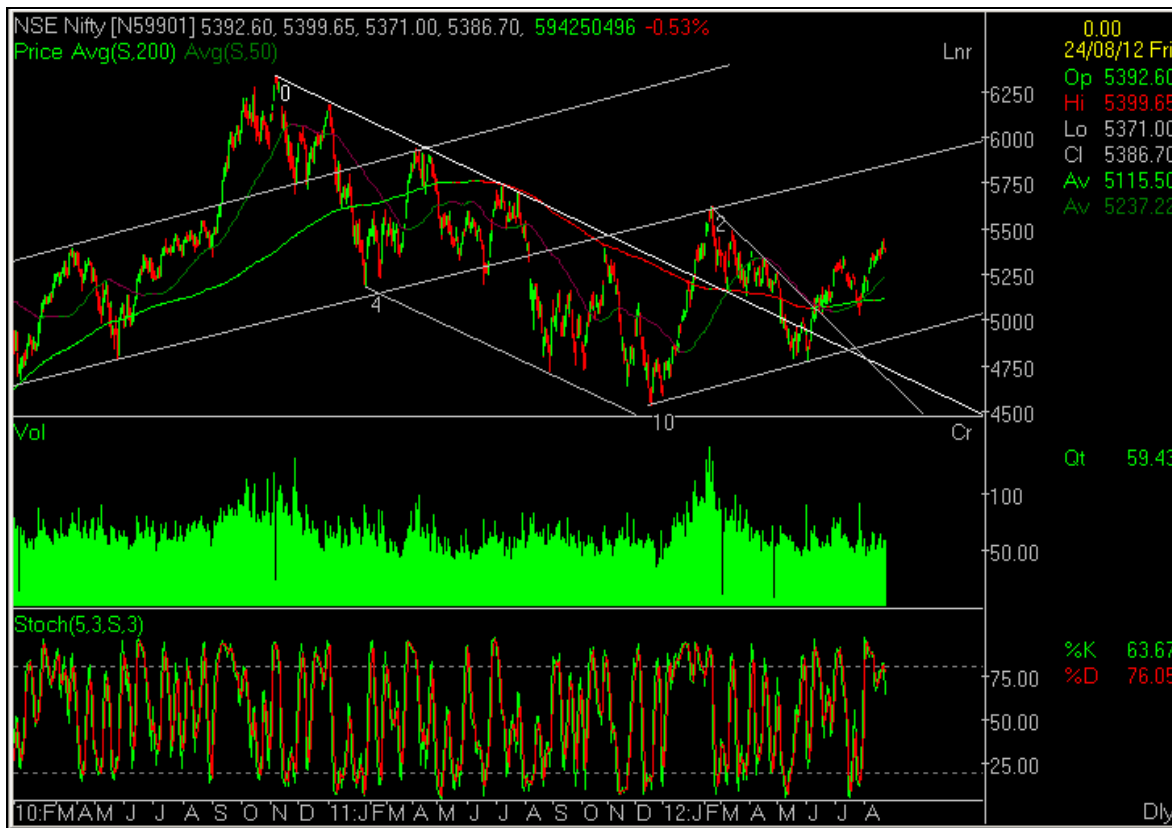 NSE Nifty [N59901] 5392.60, 5399.65, 5371.00, 5386.70, 594250496 -0.53%
Price Avg(S,200) Avg(S,50)
Lnr
0.00
24/08/12 Fri
Op 5392.60
Hi 5399.65
Lo 5371.00
Cl 5386.70
Av 5115.50
Av 5237.22
6250
6000
5750
5500
5250
5000
4750
4500
0
2
4
10
Vol
Cr
Qt 59.43
100
50.00
Stoch(5,3,S,3)
%K 63.67
%D 76.05
75.00
50.00
25.00
10:FMAM J J A S O N D 11:JFM A M J J A S O N D 12:JFM A M J J A
Dly